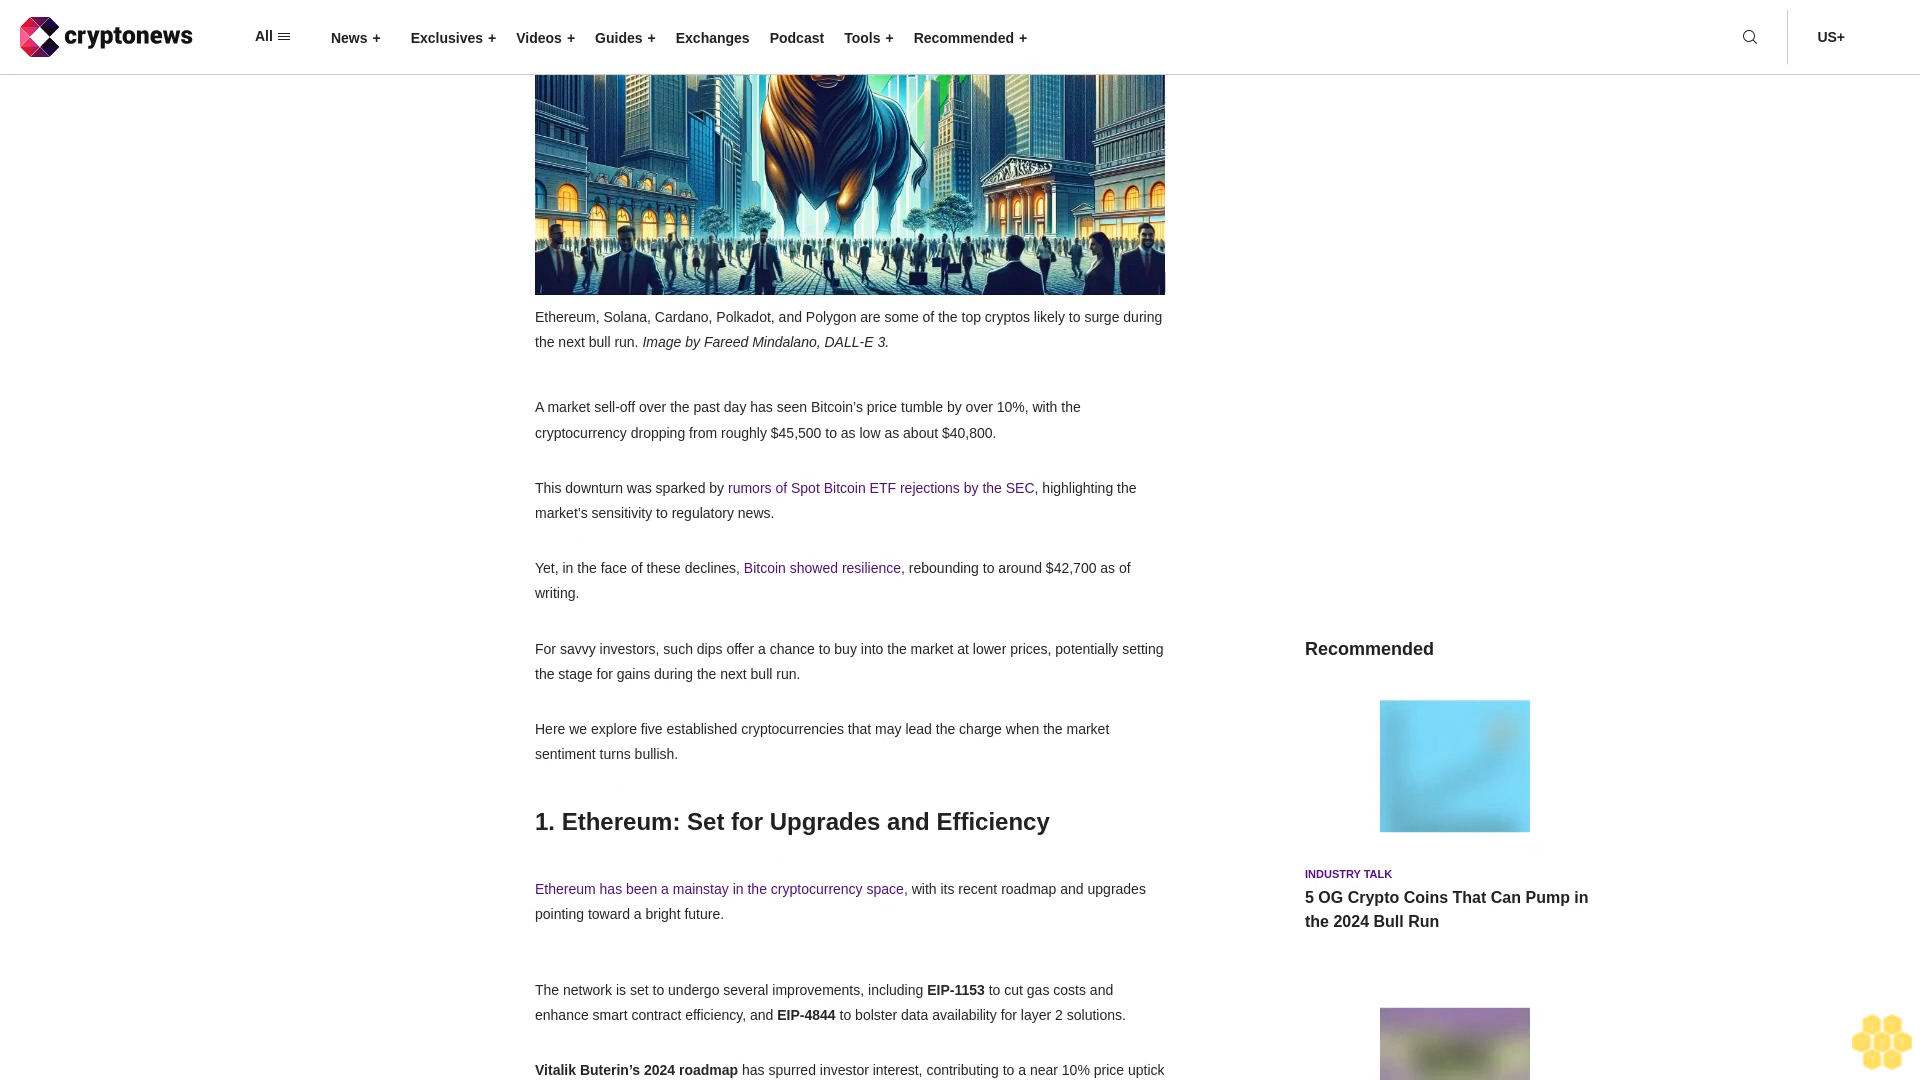 cryptonews
All
News +
Exclusives +
Videos +
Guides +
Exchanges
Podcast
Tools +
Recommended +
US+
Ethereum, Solana, Cardano, Polkadot, and Polygon are some of the top cryptos likely to surge during
the next bull run. Image by Fareed Mindalano, DALL-E 3.
A market sell-off over the past day has seen Bitcoin’s price tumble by over 10%, with the
cryptocurrency dropping from roughly $45,500 to as low as about $40,800.
This downturn was sparked by rumors of Spot Bitcoin ETF rejections by the SEC, highlighting the
market’s sensitivity to regulatory news.
Yet, in the face of these declines, Bitcoin showed resilience, rebounding to around $42,700 as of
writing.
For savvy investors, such dips offer a chance to buy into the market at lower prices, potentially setting
the stage for gains during the next bull run.
Here we explore five established cryptocurrencies that may lead the charge when the market
sentiment turns bullish.
1. Ethereum: Set for Upgrades and Efficiency
Ethereum has been a mainstay in the cryptocurrency space, with its recent roadmap and upgrades
pointing toward a bright future.
The network is set to undergo several improvements, including EIP-1153 to cut gas costs and
enhance smart contract efficiency, and EIP-4844 to bolster data availability for layer 2 solutions.
Vitalik Buterin’s 2024 roadmap has spurred investor interest, contributing to a near 10% price uptick
Recommended
INDUSTRY TALK
5 OG Crypto Coins That Can Pump in
the 2024 Bull Run